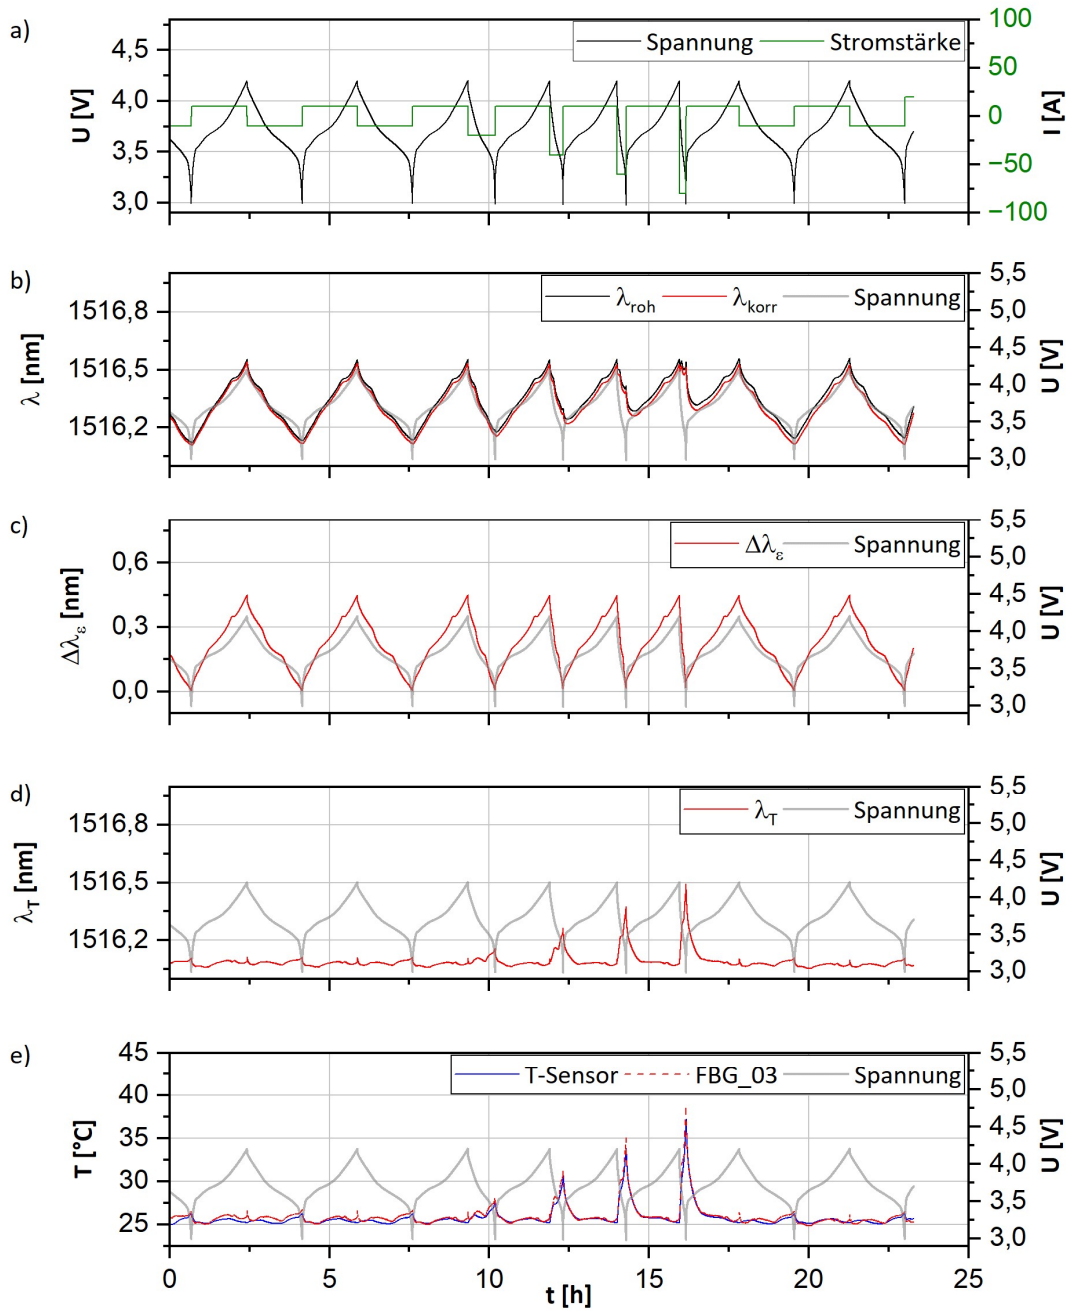 a)
Spannung Stromstärke
4,5
4,0
3,5
3,0
U [V]
100
50
0
−50
−100
I [A]
b)
λroh λkorr Spannung
1516,8
1516,5
1516,2
λ [nm]
5,5
5,0
4,5
4,0
3,5
3,0
U [V]
c)
Δλε Spannung
0,6
0,3
0,0
Δλε [nm]
5,5
5,0
4,5
4,0
3,5
3,0
U [V]
d)
λT Spannung
1516,8
1516,5
1516,2
λT [nm]
5,5
5,0
4,5
4,0
3,5
3,0
U [V]
e)
T-Sensor FBG_03 Spannung
45
40
35
30
25
T [°C]
5,5
5,0
4,5
4,0
3,5
3,0
U [V]
0 5 10 15 20 25
t [h]